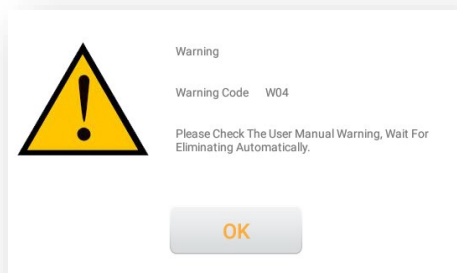 Warning
Warning Code W04
Please Check The User Manual Warning, Wait For
Eliminating Automatically.
OK